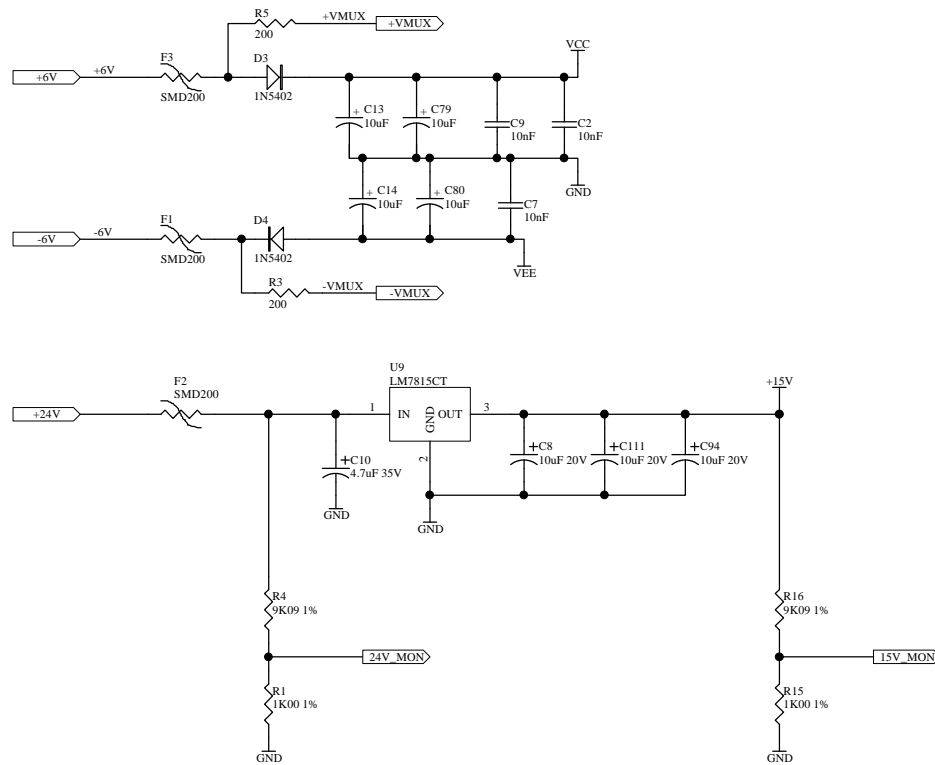 R5
200
+VMUX
+VMUX
F3
SMD200
+6V
+6V
D3
1N5402
VCC
+ C13
10uF
+ C79
10uF
C9
10nF
C2
10nF
GND
+ C14
10uF
+ C80
10uF
C7
10nF
F1
SMD200
-6V
-6V
D4
1N5402
VEE
R3
200
-VMUX
-VMUX
F2
SMD200
+24V
U9
LM7815CT
1
IN
GND
OUT
3
2
+15V
+C10
4.7uF 35V
GND
GND
+C8
10uF 20V
+C111
10uF 20V
+C94
10uF 20V
R4
9K09 1%
24V_MON
R1
1K00 1%
GND
R16
9K09 1%
15V_MON
R15
1K00 1%
GND